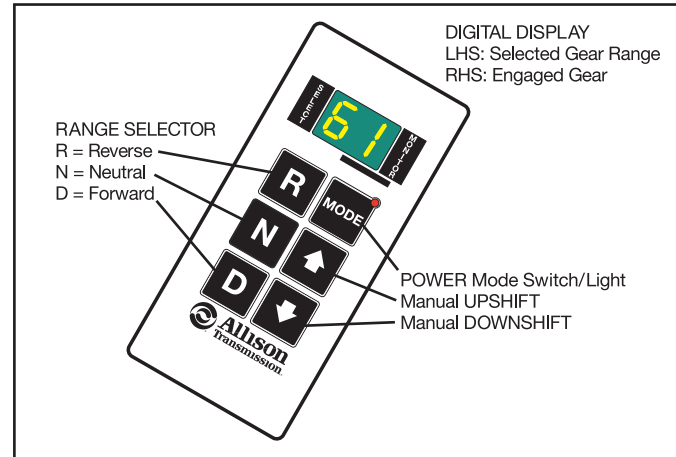 DIGITAL DISPLAY
LHS: Selected Gear Range
RHS: Engaged Gear
SELECT
61
MONITOR
RANGE SELECTOR
R = Reverse
N = Neutral
D = Forward
R
MODE
N
D
POWER Mode Switch/Light
Manual UPSHIFT
Manual DOWNSHIFT
Allison
Transmission